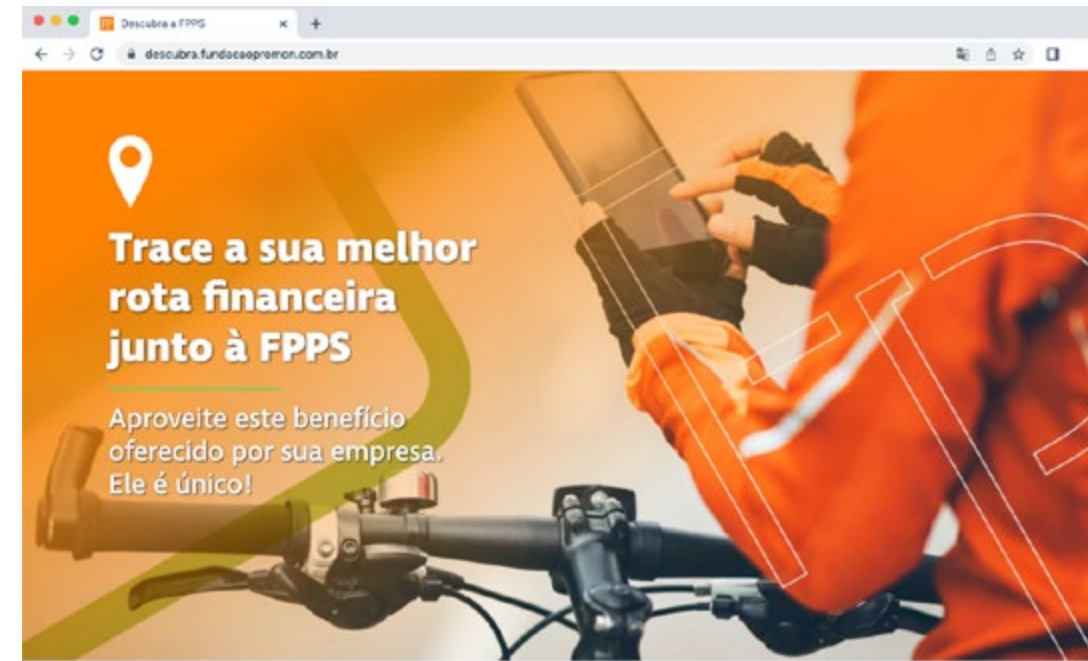 Descubra a FPPS
descubra.fundacaopromon.com.br
Trace a sua melhor
rota financeira
junto à FPPS
Aproveite este benefício
oferecido por sua empresa.
Ele é único!